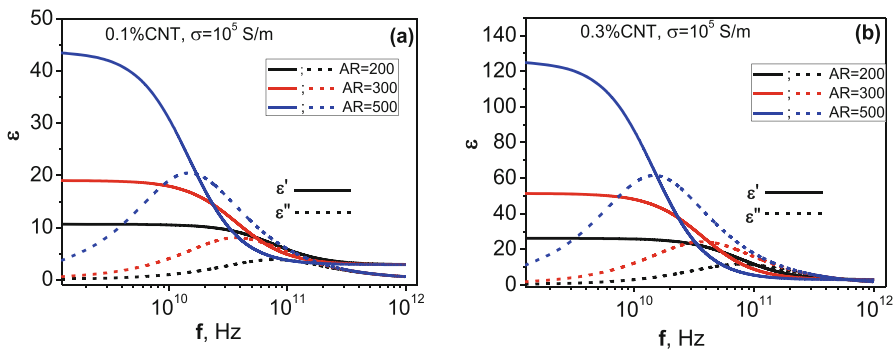 0.1%CNT, σ=10⁵ S/m
(a)
; AR=200
; AR=300
; AR=500
ε'
ε''
ε
50
40
30
20
10
0
10¹⁰
10¹¹
10¹²
f, Hz
0.3%CNT, σ=10⁵ S/m
(b)
; AR=200
; AR=300
; AR=500
ε'
ε''
ε
140
120
100
80
60
40
20
0
10¹⁰
10¹¹
10¹²
f, Hz